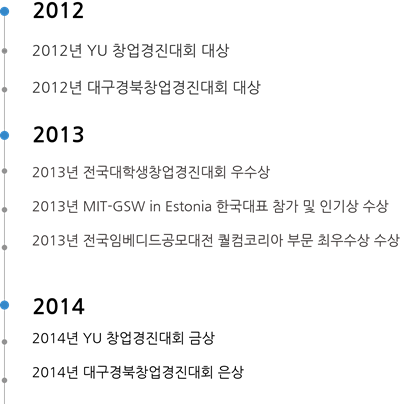 2012
2012년 YU 창업경진대회 대상
2012년 대구경북창업경진대회 대상
2013
2013년 전국대학생창업경진대회 우수상
2013년 MIT-GSW in Estonia 한국대표 참가 및 인기상 수상
2013년 전국임베디드공모대전 퀄컴코리아 부문 최우수상 수상
2014
2014년 YU 창업경진대회 금상
2014년 대구경북창업경진대회 은상